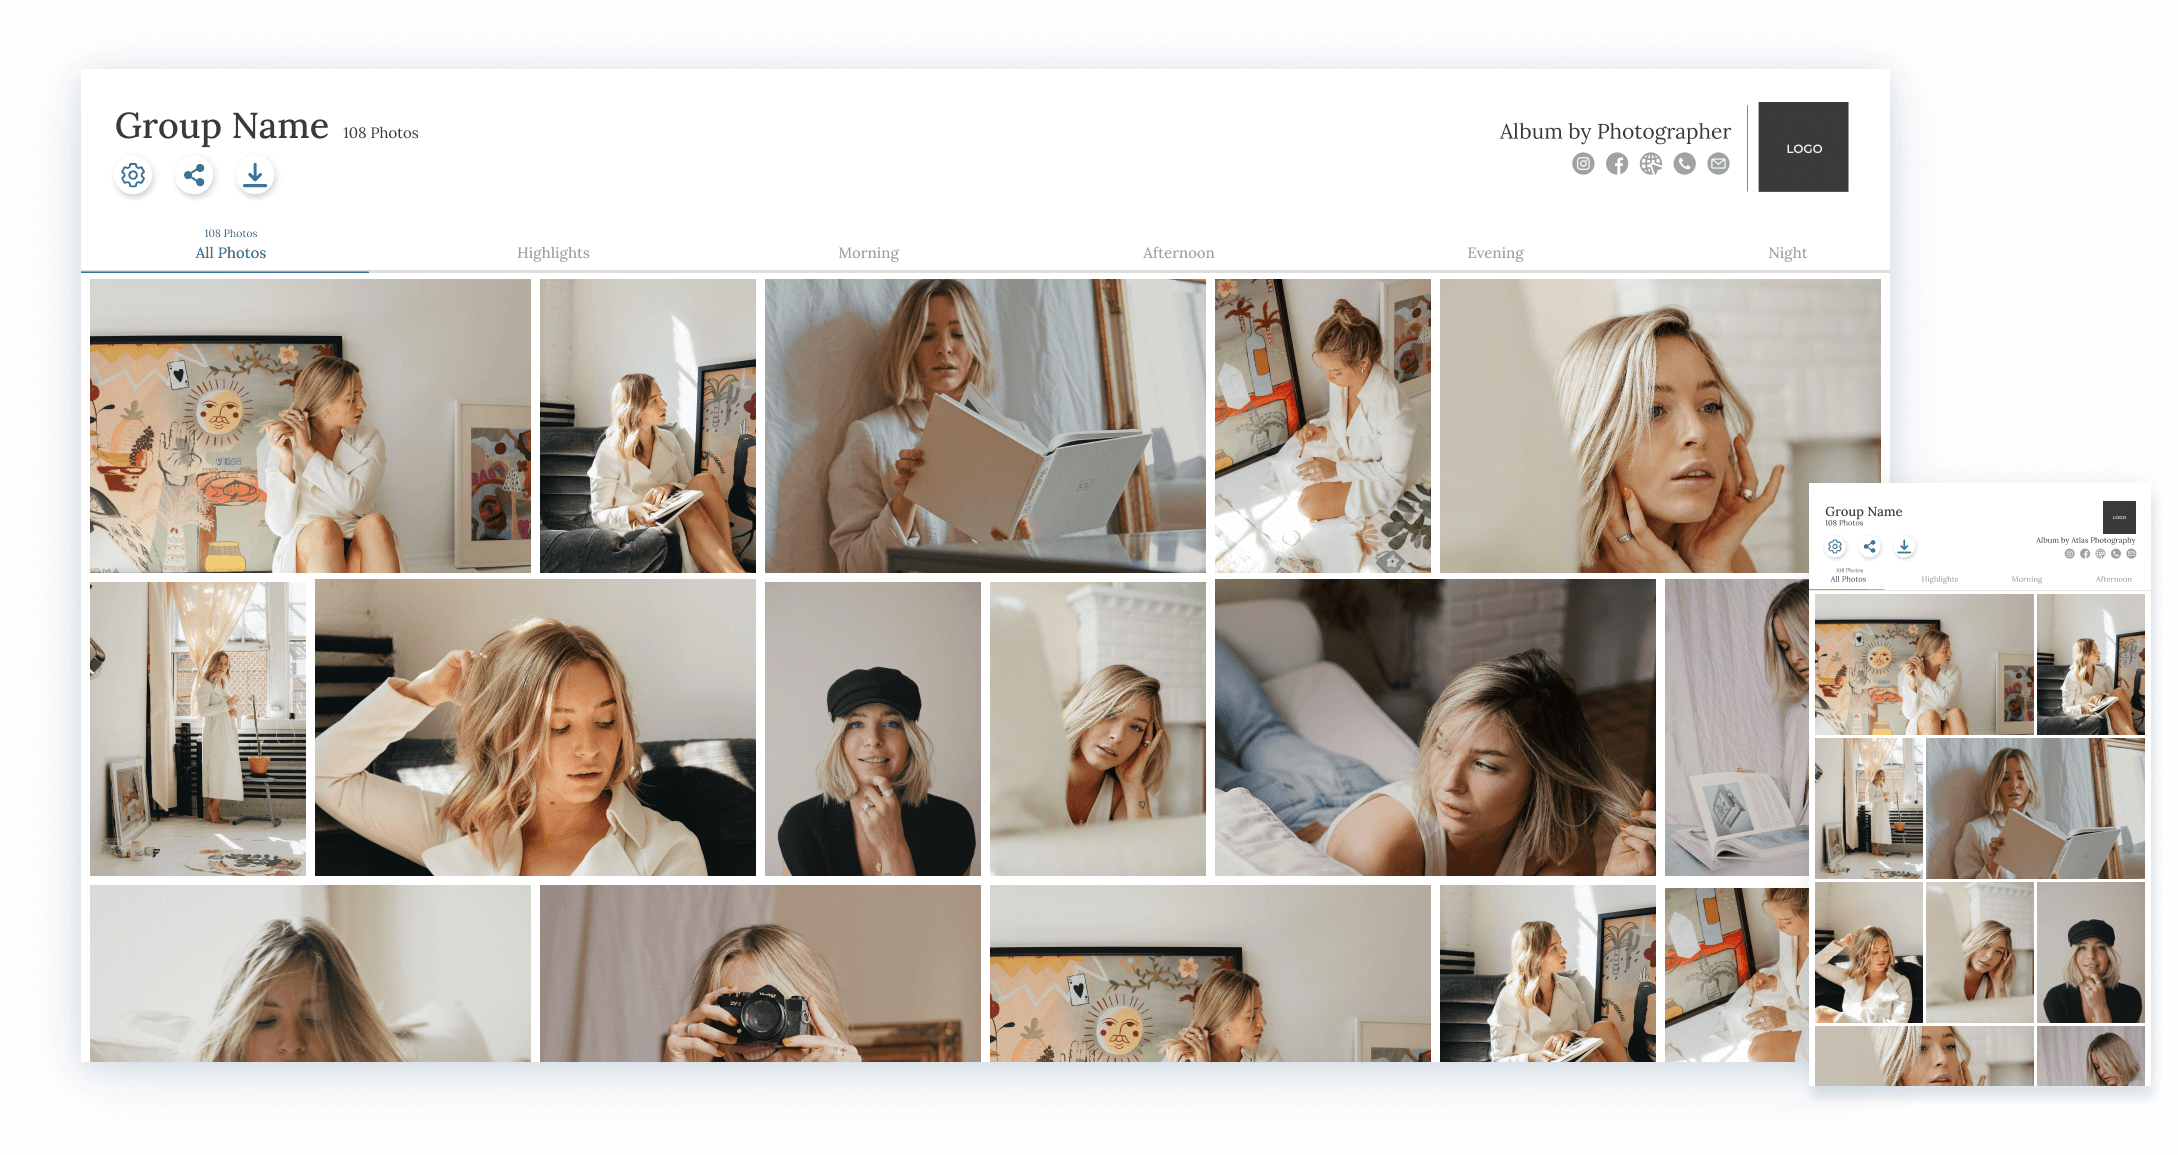 Group Name 108 Photos
Album by Photographer
LOGO
108 Photos
All Photos
Highlights
Morning
Afternoon
Evening
Night
Group Name
108 Photos
LOGO
Album by Atlas Photography
108 Photos
All Photos
Highlights
Morning
Afternoon